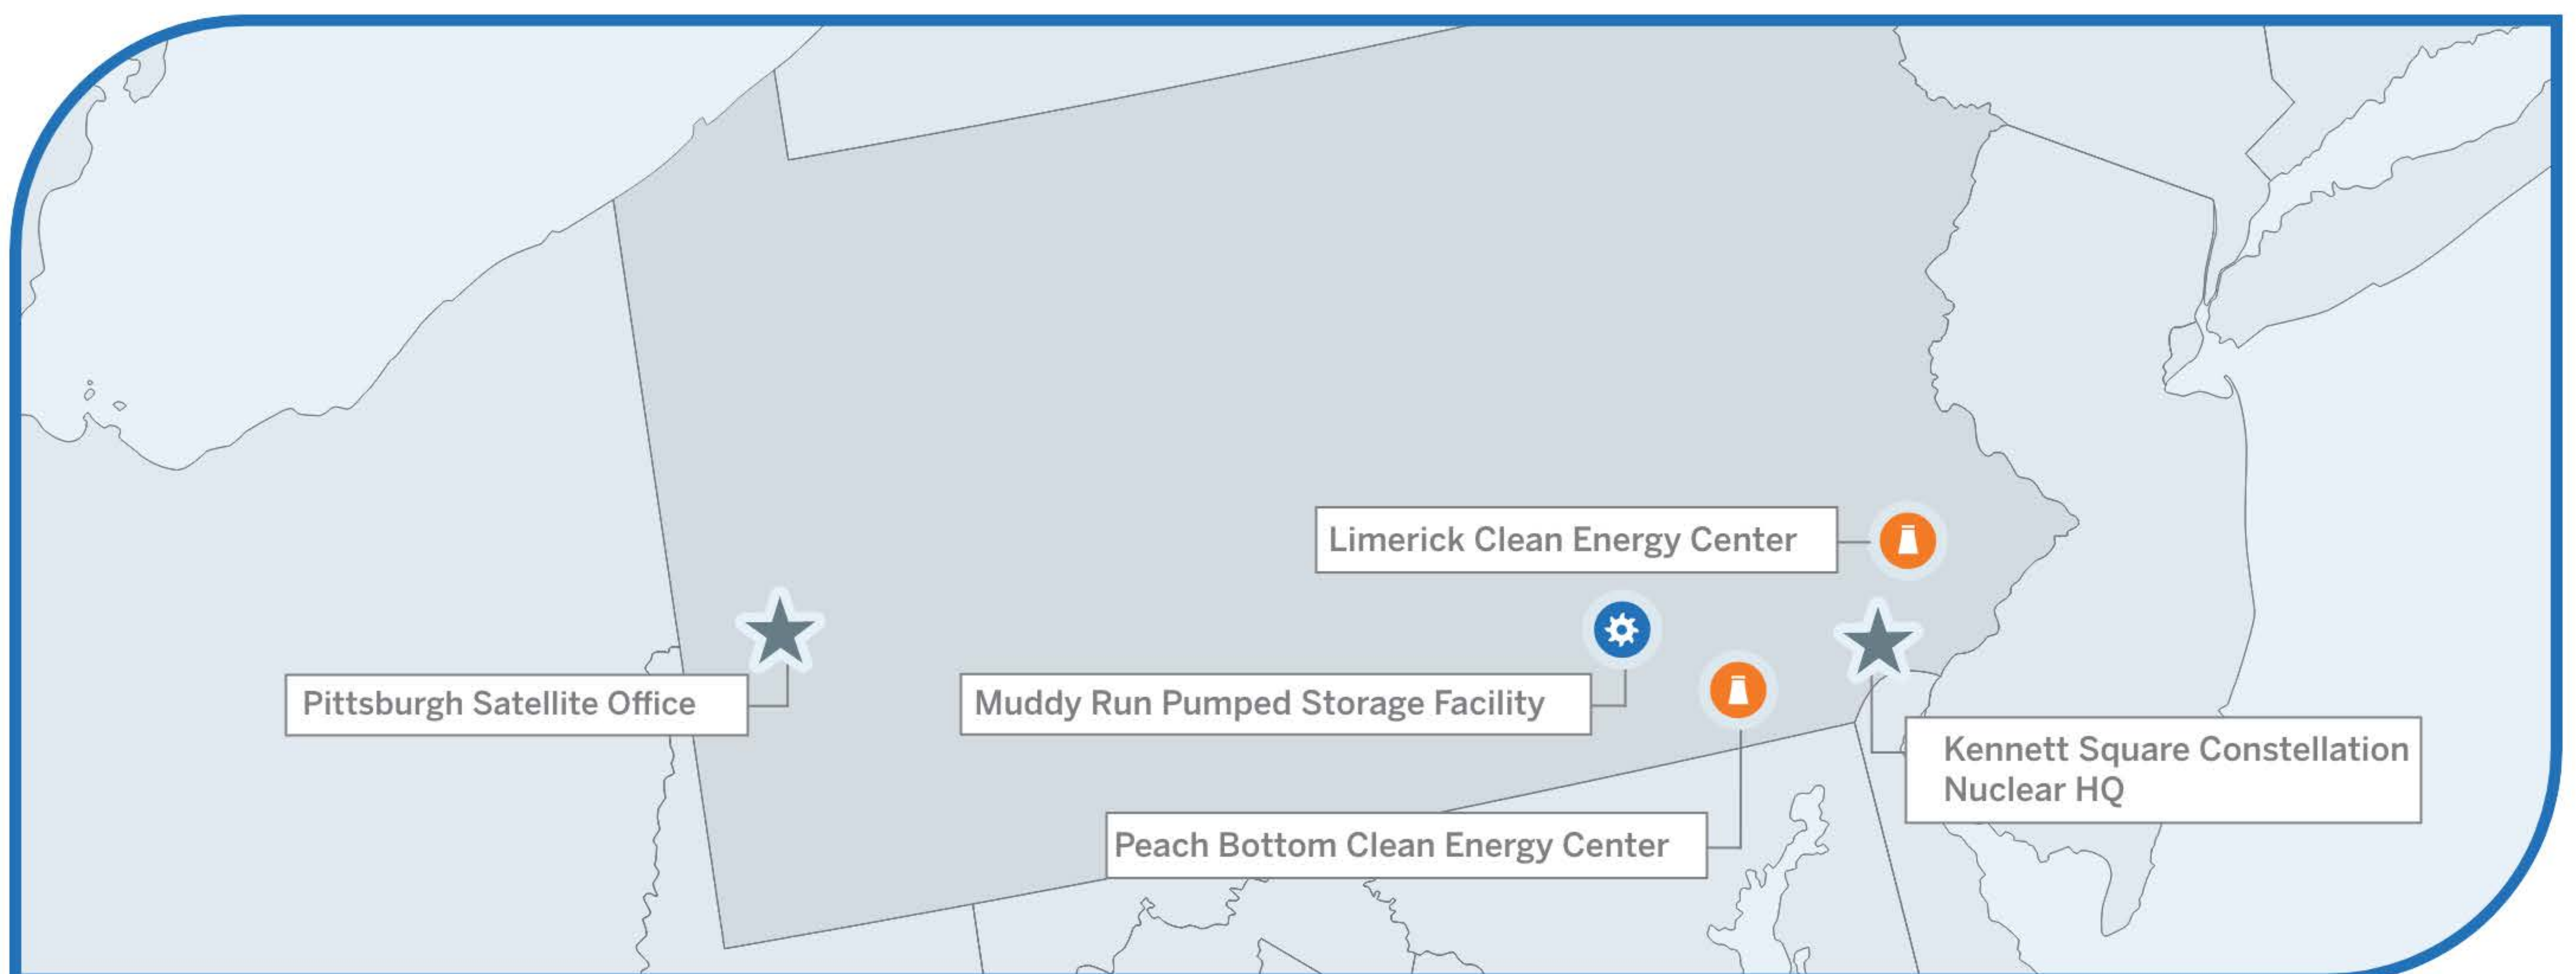 Limerick Clean Energy Center
Pittsburgh Satellite Office
Muddy Run Pumped Storage Facility
Kennett Square Constellation
Nuclear HQ
Peach Bottom Clean Energy Center